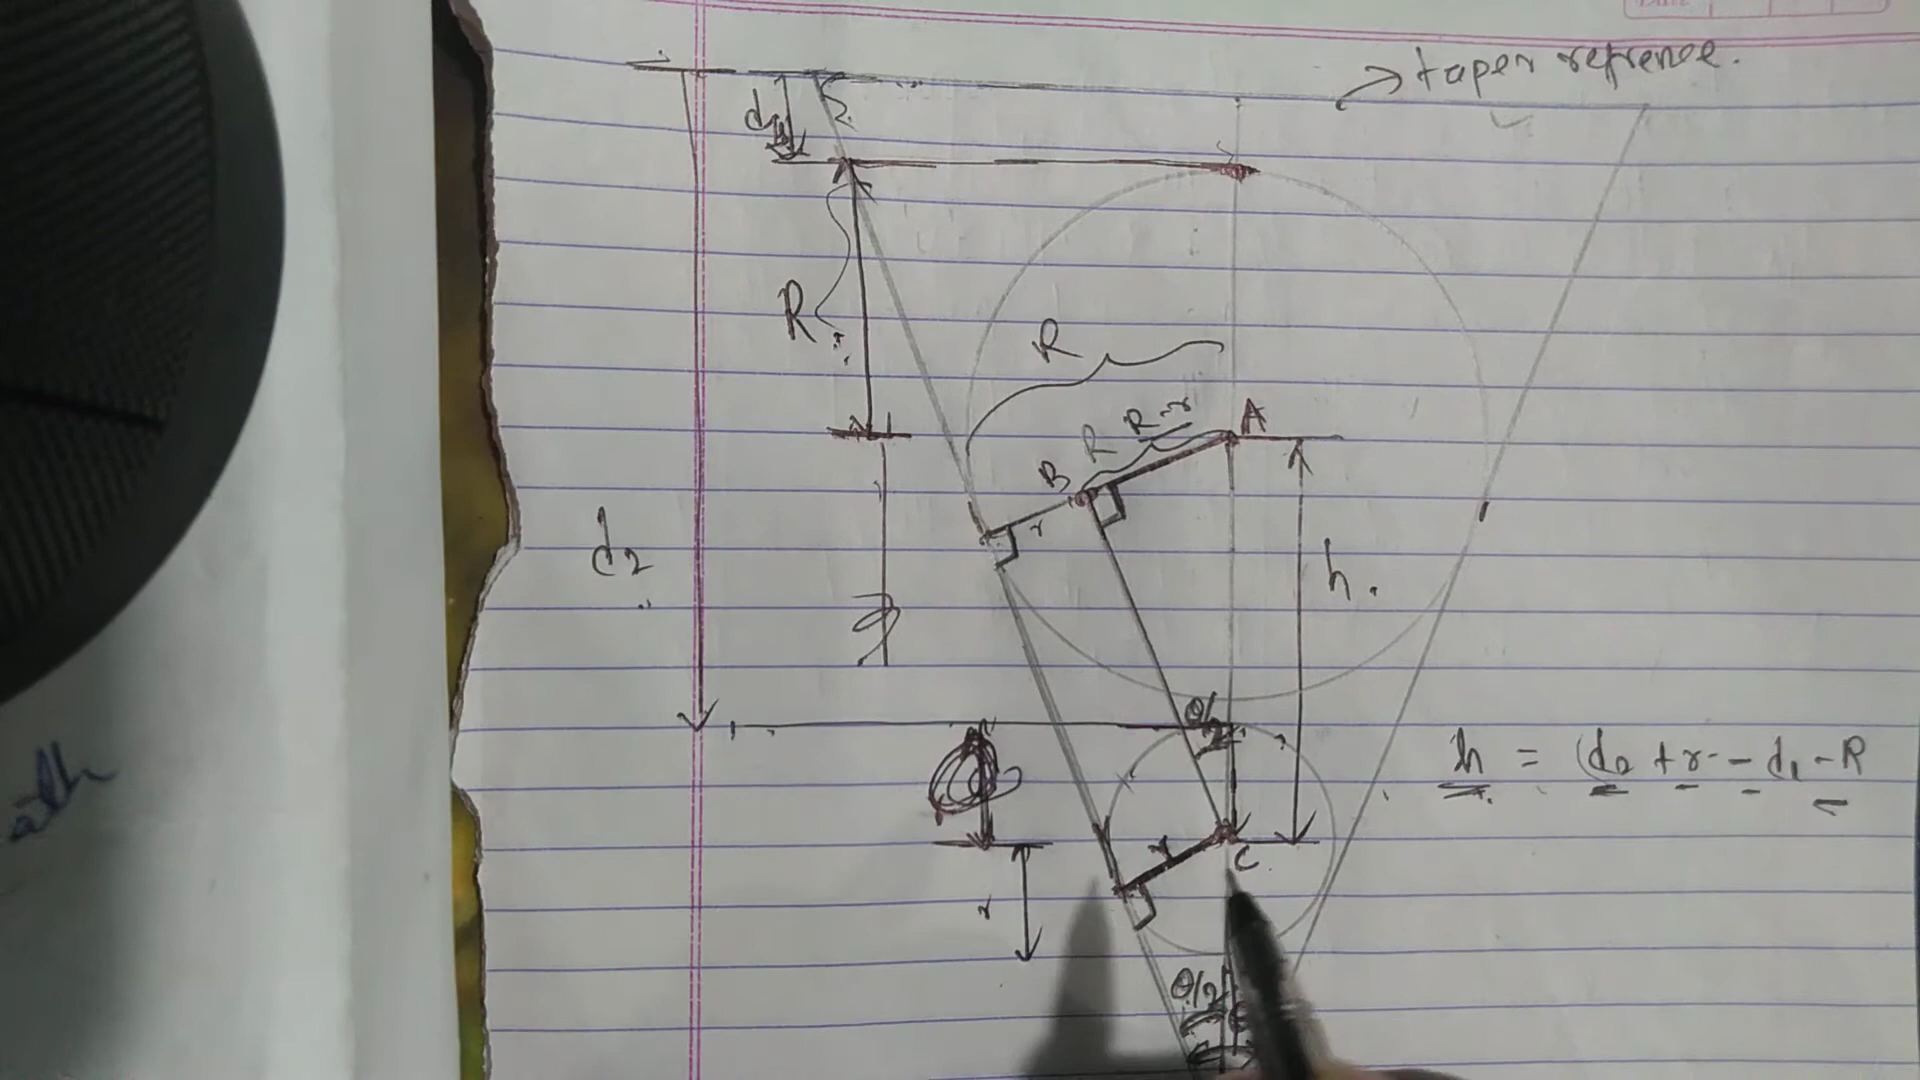 → taper refrence.
d1
R
R
R R-r
A
B
r
d2
h.
θ/2
h = (d2 + r - d1 - R
r
C
r
θ/2